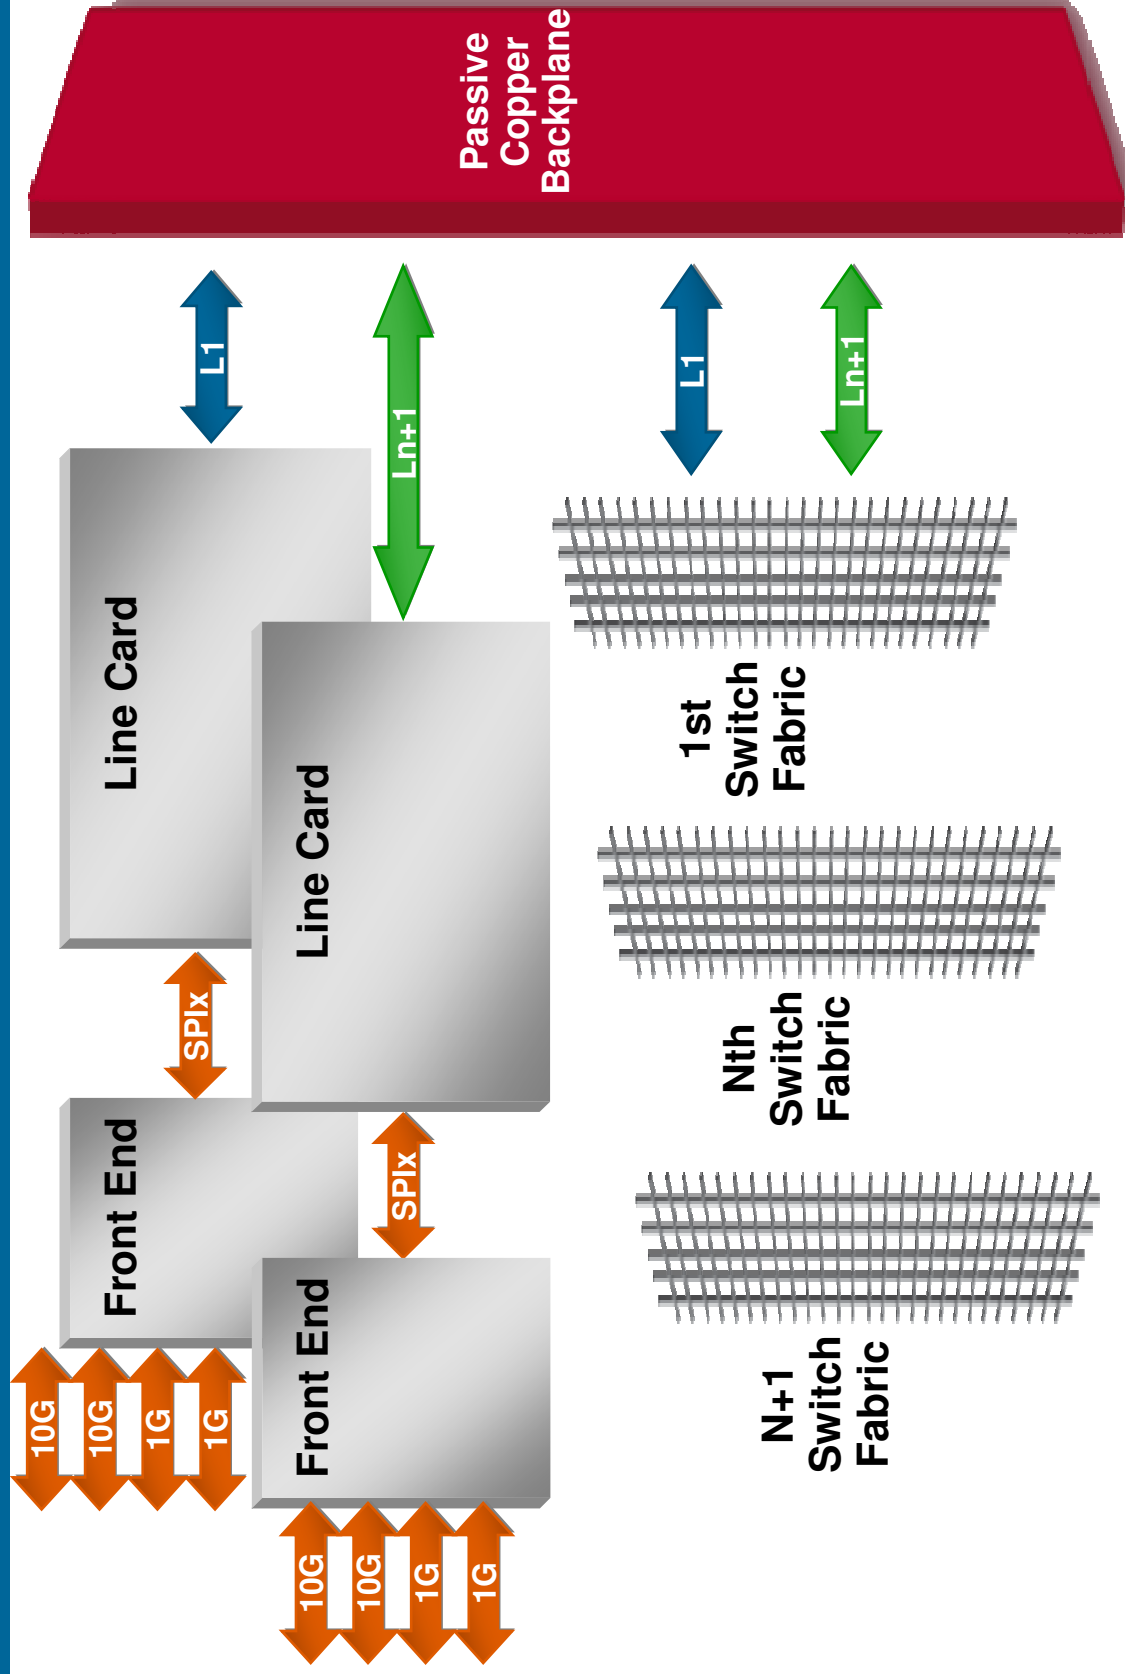 10G
10G
1G
1G
Front End
SPIx
Line Card
L1
10G
10G
1G
1G
Front End
SPIx
Line Card
Ln+1
Passive
Copper
Backplane
N+1
Switch
Fabric
Nth
Switch
Fabric
1st
Switch
Fabric
L1
Ln+1